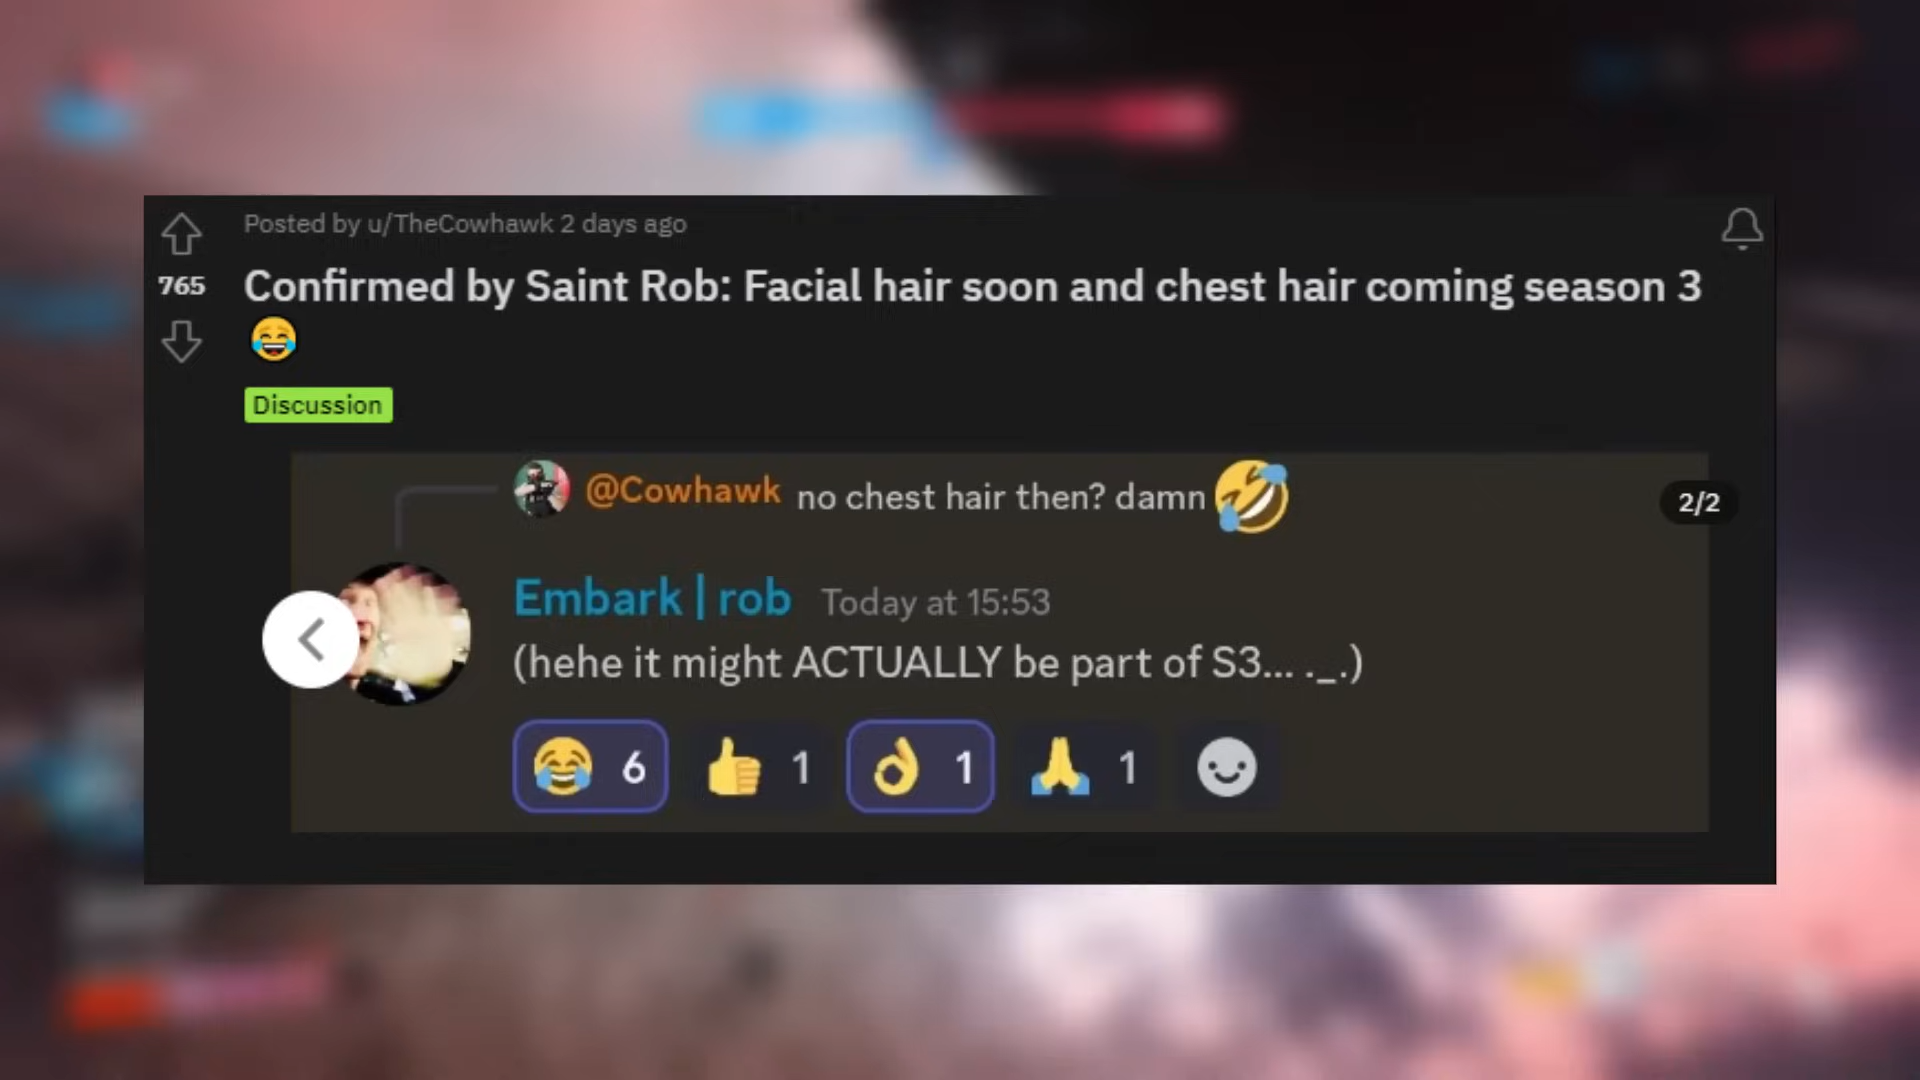 Posted by u/TheCowhawk 2 days ago
765
Confirmed by Saint Rob: Facial hair soon and chest hair coming season 3
😂
Discussion
@Cowhawk no chest hair then? damn 🤣
2/2
Embark | rob Today at 15:53
(hehe it might ACTUALLY be part of S3... ._.)
😂 6 👍 1 👌 1 🙏 1